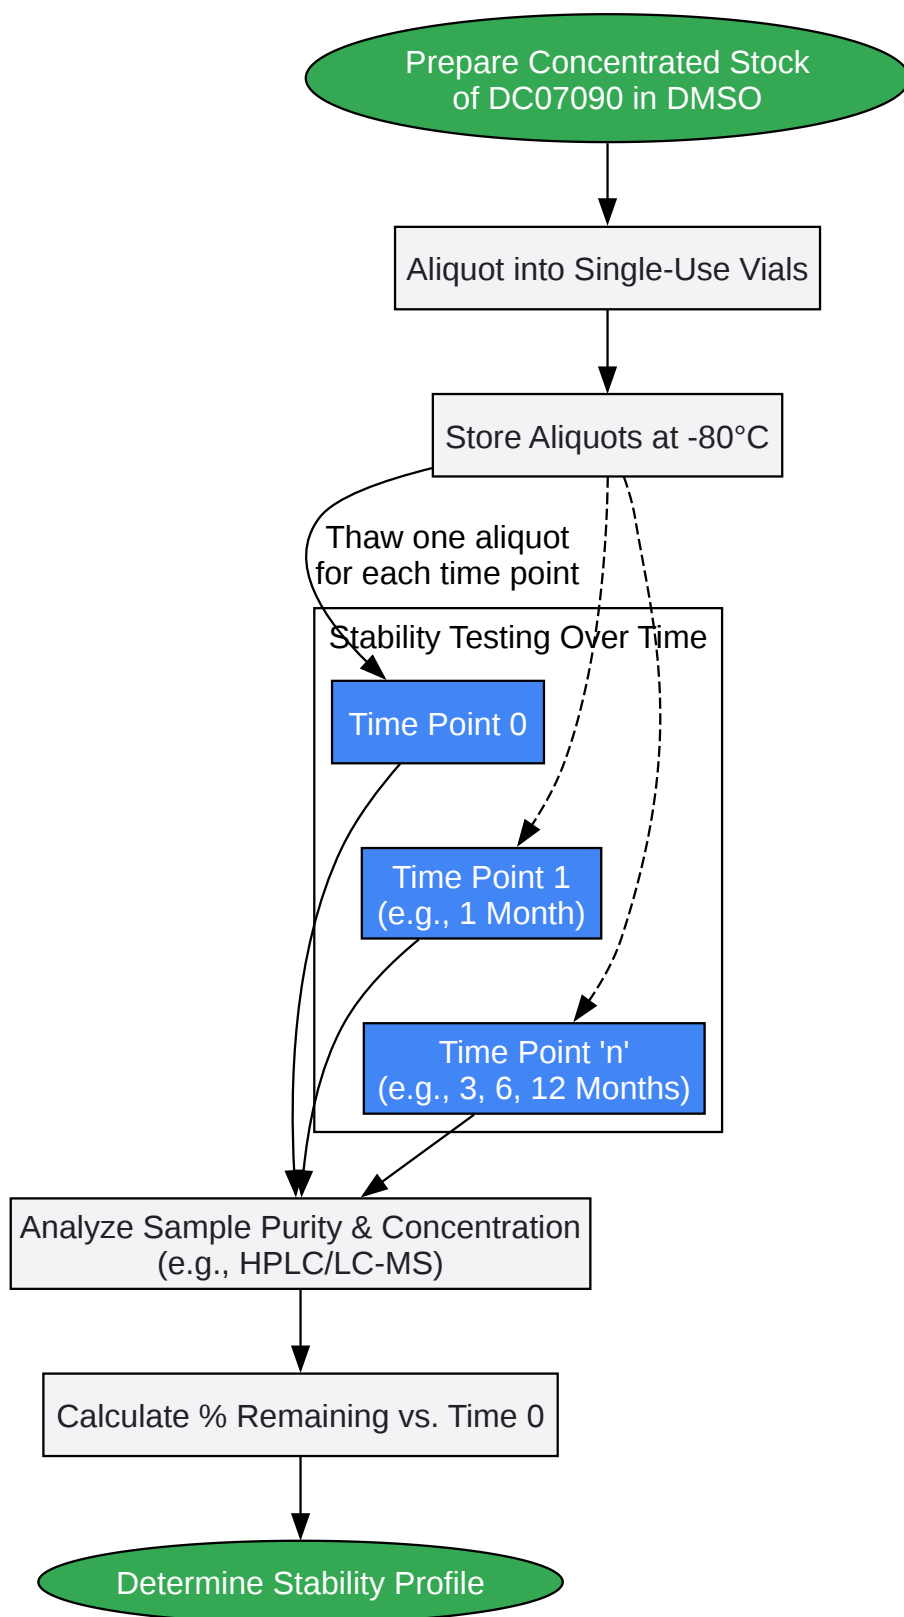 Prepare Concentrated Stock
of DC07090 in DMSO
Aliquot into Single-Use Vials
Store Aliquots at -80°C
Thaw one aliquot
for each time point
Stability Testing Over Time
Time Point 0
Time Point 1
(e.g., 1 Month)
Time Point 'n'
(e.g., 3, 6, 12 Months)
Analyze Sample Purity & Concentration
(e.g., HPLC/LC-MS)
Calculate % Remaining vs. Time 0
Determine Stability Profile